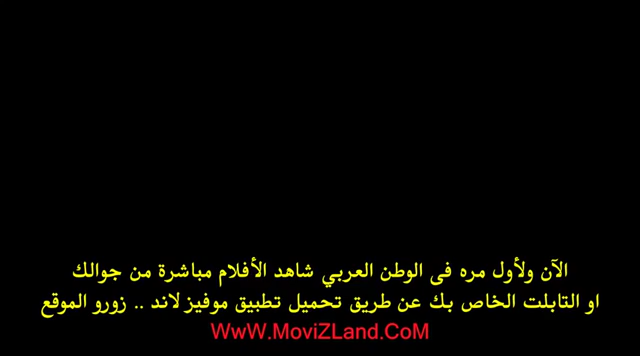 الآن ولأول مره فى الوطن العربي شاهد الأفلام مباشرة من جوالك
او التابلت الخاص بك عن طريق تحميل تطبيق موفيز لاند .. زورو الموقع
WwW.MoviZLand.CoM